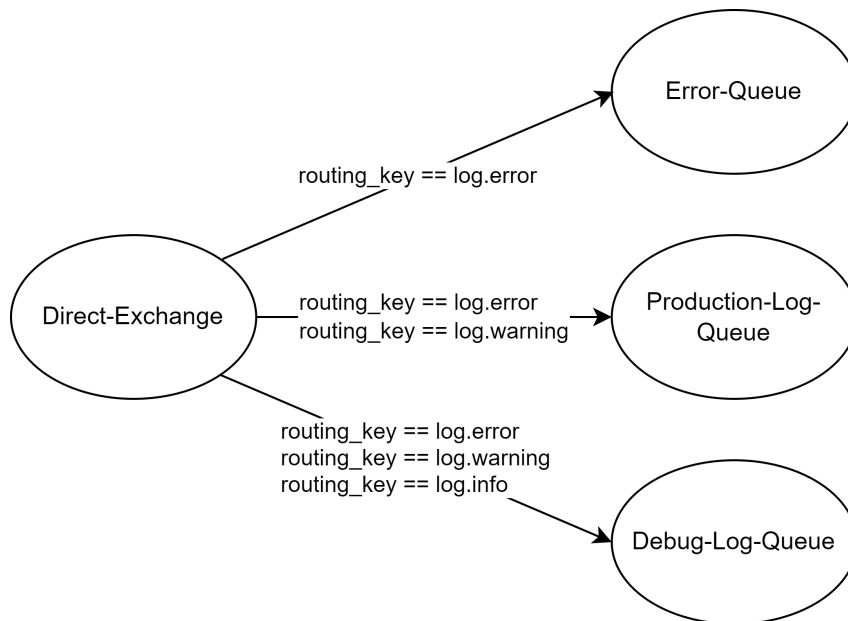 Error-Queue
routing_key == log.error
Direct-Exchange
routing_key == log.error
routing_key == log.warning
Production-Log-
Queue
routing_key == log.error
routing_key == log.warning
routing_key == log.info
Debug-Log-Queue